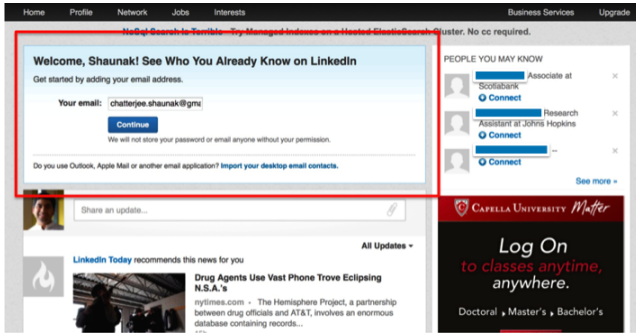 Home Profile Network Jobs Interests Business Services Upgrade
NoSql Search is Terrible - Try Managed Indexes on a Hosted ElasticSearch Cluster. No cc required.
Welcome, Shaunak! See Who You Already Know on LinkedIn
Get started by adding your email address.
Your email: chatterjee.shaunak@gma
Continue
We will not store your password or email anyone without your permission.
Do you use Outlook, Apple Mail or another email application? Import your desktop email contacts.
Share an update...
All Updates
LinkedIn Today recommends this news for you
Drug Agents Use Vast Phone Trove Eclipsing
N.S.A.'s
nytimes.com · The Hemisphere Project, a partnership
between drug officials and AT&T, involves an enormous
database containing records...
PEOPLE YOU MAY KNOW
Associate at
Scotiabank
Connect
Research
Assistant at Johns Hopkins
Connect
--
Connect
See more »
CAPELLA UNIVERSITY Matter
Log On
to classes anytime,
anywhere.
Doctoral Master's Bachelor's